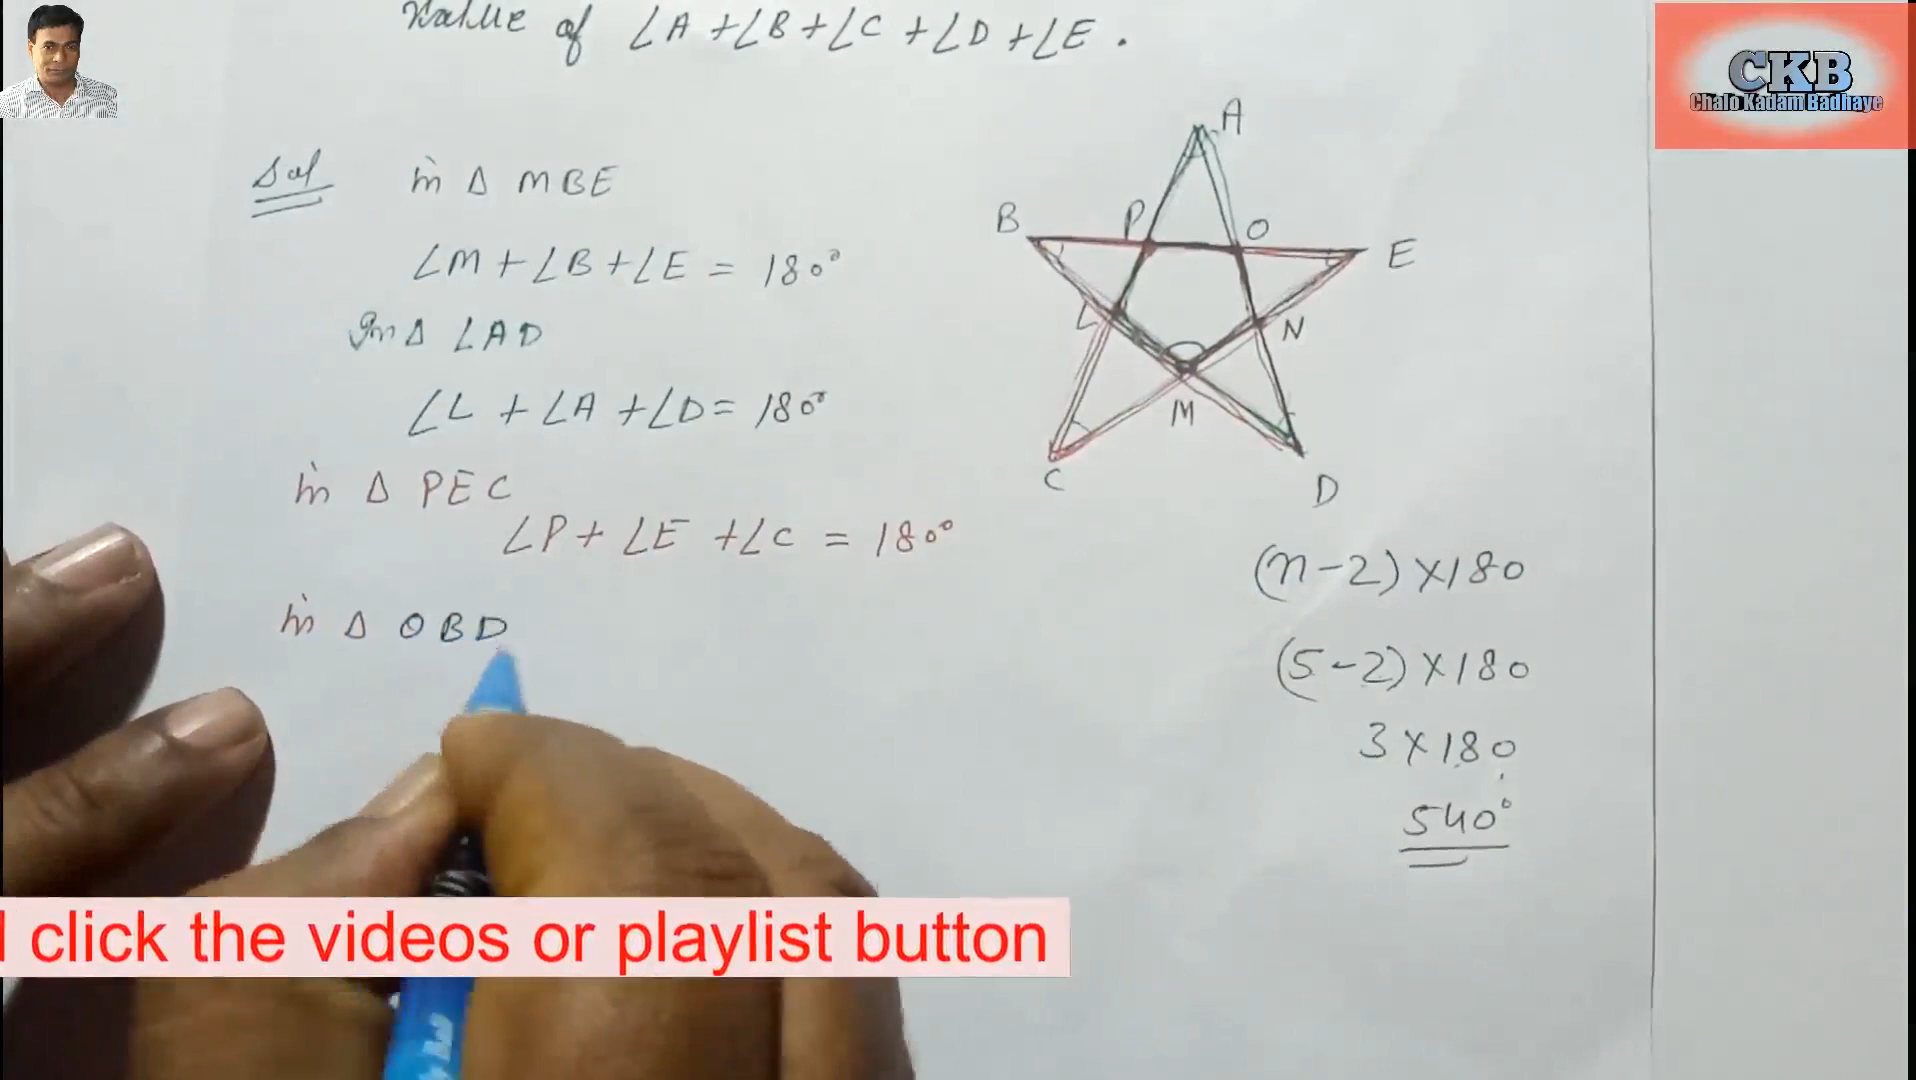 Value of ∠A+∠B+∠C+∠D+∠E.
CKB
Chalo Kadam Badhaye
Sol in Δ MBE
∠M+∠B+∠E = 180°
In Δ LAD
∠L+∠A+∠D= 180°
in Δ PEC
∠P+∠E+∠C = 180°
in Δ OBD
A
B P O E
L N
M
C D
(n-2)×180
(5-2)×180
3×180
540°
click the videos or playlist button